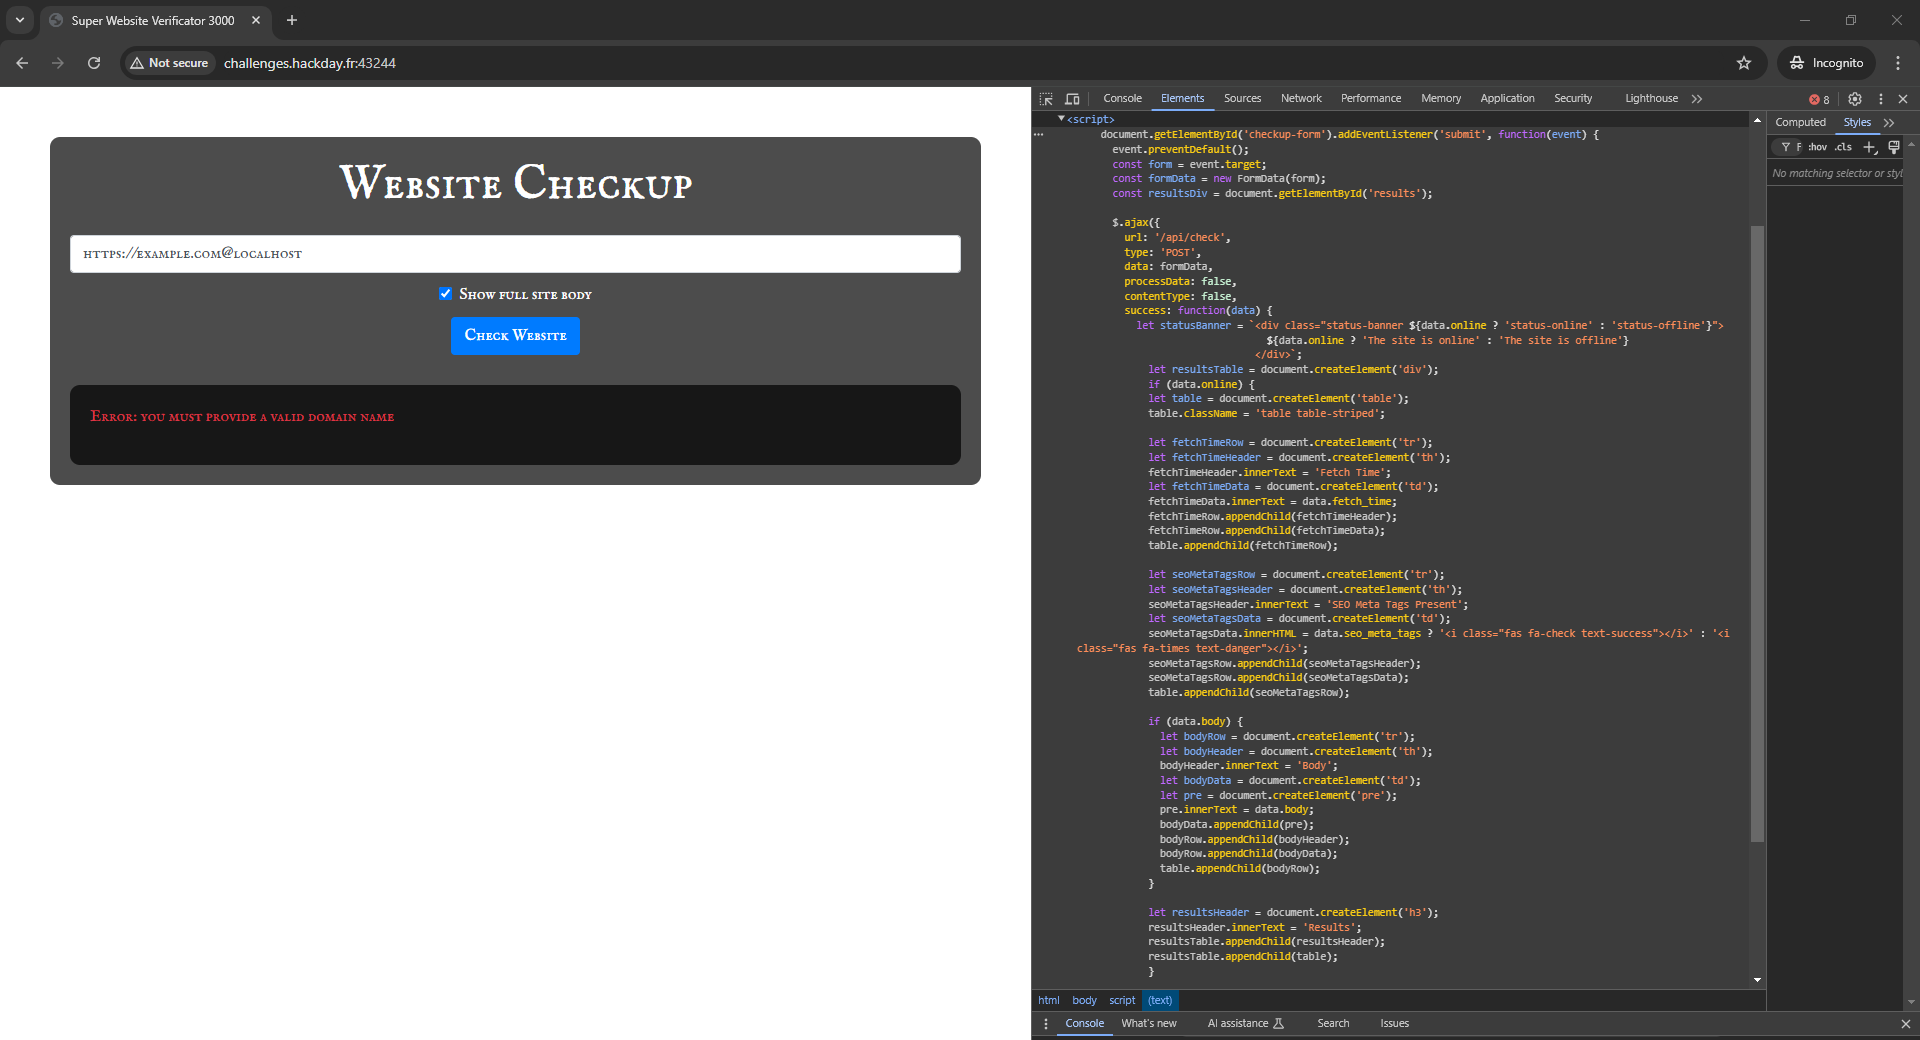 Super Website Verificator 3000
Not secure
challenges.hackday.fr:43244
Incognito
Website Checkup
https://example.com@localhost
Show full site body
Check Website
Error: you must provide a valid domain name
Console Elements Sources Network Performance Memory Application Security Lighthouse
8
<script>
document.getElementById('checkup-form').addEventListener('submit', function(event) {
event.preventDefault();
const form = event.target;
const formData = new FormData(form);
const resultsDiv = document.getElementById('results');
$.ajax({
url: '/api/check',
type: 'POST',
data: formData,
processData: false,
contentType: false,
success: function(data) {
let statusBanner = `<div class="status-banner ${data.online ? 'status-online' : 'status-offline'}">
${data.online ? 'The site is online' : 'The site is offline'}
</div>`;
let resultsTable = document.createElement('div');
if (data.online) {
let table = document.createElement('table');
table.className = 'table table-striped';
let fetchTimeRow = document.createElement('tr');
let fetchTimeHeader = document.createElement('th');
fetchTimeHeader.innerText = 'Fetch Time';
let fetchTimeData = document.createElement('td');
fetchTimeData.innerText = data.fetch_time;
fetchTimeRow.appendChild(fetchTimeHeader);
fetchTimeRow.appendChild(fetchTimeData);
table.appendChild(fetchTimeRow);
let seoMetaTagsRow = document.createElement('tr');
let seoMetaTagsHeader = document.createElement('th');
seoMetaTagsHeader.innerText = 'SEO Meta Tags Present';
let seoMetaTagsData = document.createElement('td');
seoMetaTagsData.innerHTML = data.seo_meta_tags ? '<i class="fas fa-check text-success"></i>' : '<i
class="fas fa-times text-danger"></i>';
seoMetaTagsRow.appendChild(seoMetaTagsHeader);
seoMetaTagsRow.appendChild(seoMetaTagsData);
table.appendChild(seoMetaTagsRow);
if (data.body) {
let bodyRow = document.createElement('tr');
let bodyHeader = document.createElement('th');
bodyHeader.innerText = 'Body';
let bodyData = document.createElement('td');
let pre = document.createElement('pre');
pre.innerText = data.body;
bodyData.appendChild(pre);
bodyRow.appendChild(bodyHeader);
bodyRow.appendChild(bodyData);
table.appendChild(bodyRow);
}
let resultsHeader = document.createElement('h3');
resultsHeader.innerText = 'Results';
resultsTable.appendChild(resultsHeader);
resultsTable.appendChild(table);
}
Computed Styles
F :hov .cls
No matching selector or styl
html body script (text)
Console What's new AI assistance Search Issues